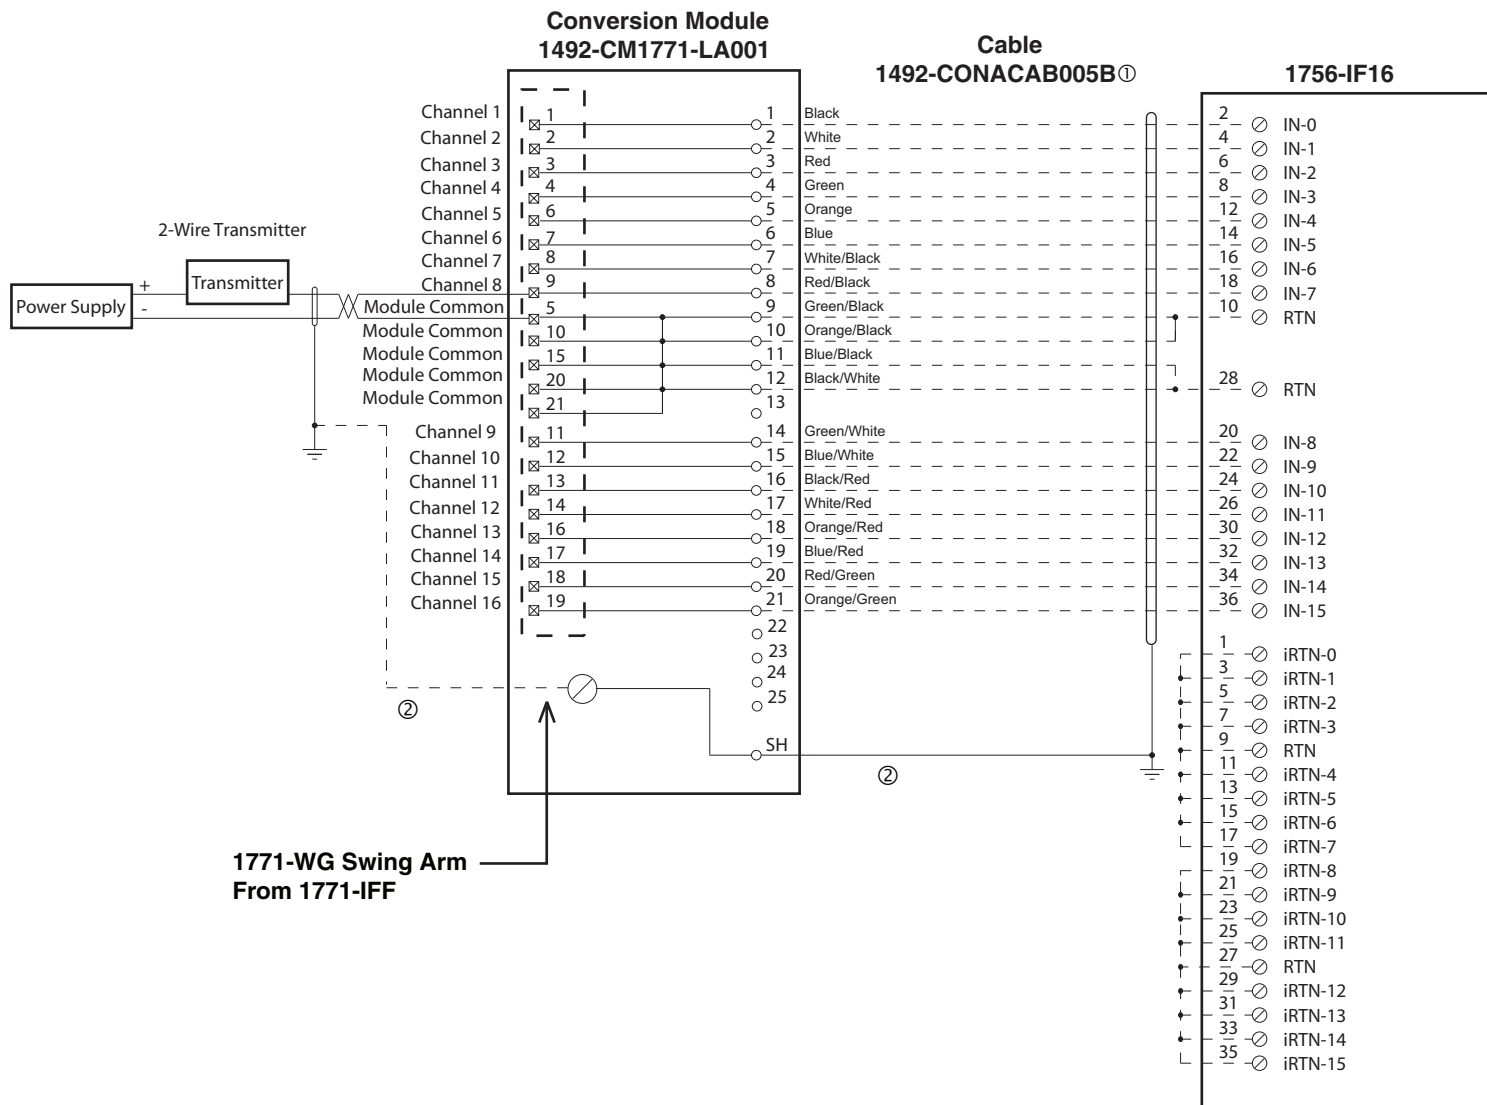 Conversion Module
1492-CM1771-LA001
Cable
1492-CONACAB005B①
1756-IF16
Channel 1 1 1 Black 2 IN-0
Channel 2 2 2 White 4 IN-1
Channel 3 3 3 Red 6 IN-2
Channel 4 4 4 Green 8 IN-3
Channel 5 6 5 Orange 12 IN-4
Channel 6 7 6 Blue 14 IN-5
Channel 7 8 7 White/Black 16 IN-6
Channel 8 9 8 Red/Black 18 IN-7
2-Wire Transmitter
Transmitter
Power Supply + -
Module Common 5 9 Green/Black 10 RTN
Module Common 10 10 Orange/Black
Module Common 15 11 Blue/Black
Module Common 20 12 Black/White 28 RTN
Module Common 21 13
Channel 9 11 14 Green/White 20 IN-8
Channel 10 12 15 Blue/White 22 IN-9
Channel 11 13 16 Black/Red 24 IN-10
Channel 12 14 17 White/Red 26 IN-11
Channel 13 16 18 Orange/Red 30 IN-12
Channel 14 17 19 Blue/Red 32 IN-13
Channel 15 18 20 Red/Green 34 IN-14
Channel 16 19 21 Orange/Green 36 IN-15
22
23
24
25
SH
②
②
1 iRTN-0
3 iRTN-1
5 iRTN-2
7 iRTN-3
9 RTN
11 iRTN-4
13 iRTN-5
15 iRTN-6
17 iRTN-7
19 iRTN-8
21 iRTN-9
23 iRTN-10
25 iRTN-11
27 RTN
29 iRTN-12
31 iRTN-13
33 iRTN-14
35 iRTN-15
1771-WG Swing Arm
From 1771-IFF